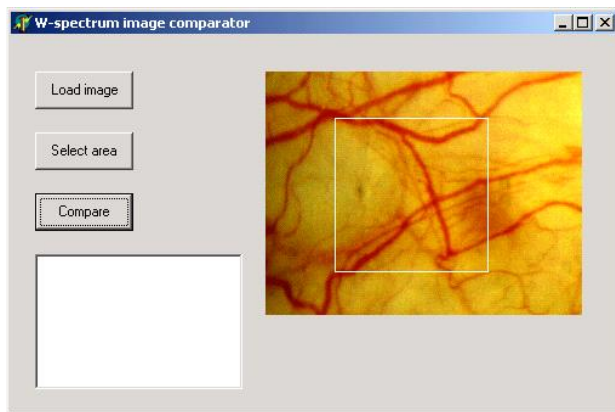 W-spectrum image comparator
Load image
Select area
Compare